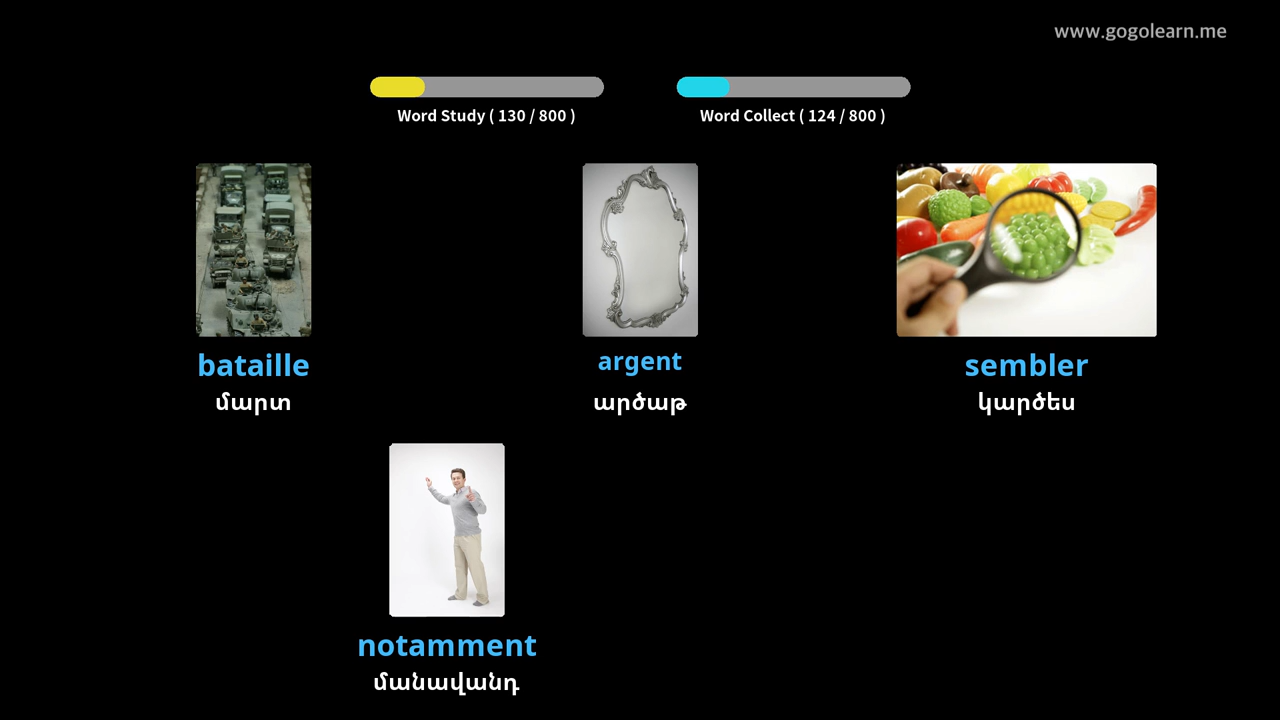 www.gogolearn.me
Word Study ( 130 / 800 )
Word Collect ( 124 / 800 )
bataille
մարտ
argent
արծաթ
sembler
կարծես
notamment
մանավանդ